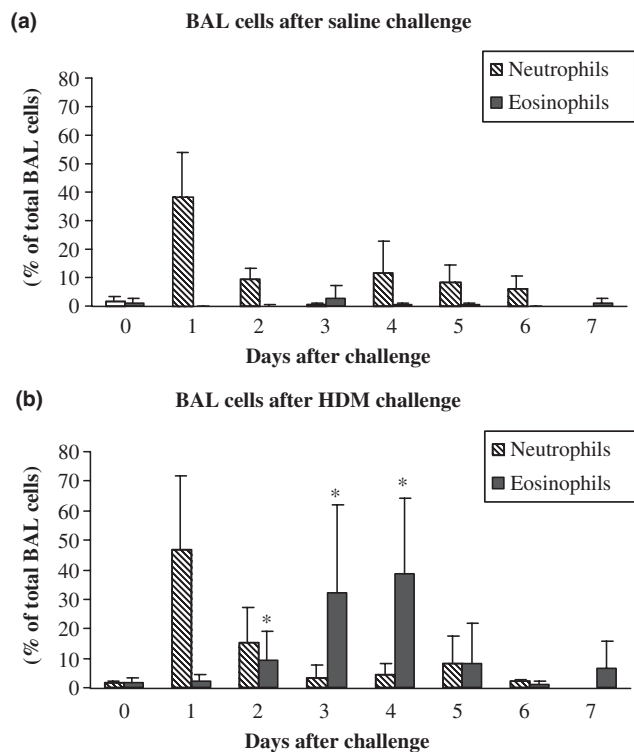 (a)
BAL cells after saline challenge
Neutrophils
Eosinophils
(% of total BAL cells)
80
70
60
50
40
30
20
10
0
0 1 2 3 4 5 6 7
Days after challenge
(b)
BAL cells after HDM challenge
Neutrophils
Eosinophils
(% of total BAL cells)
80
70
60
50
40
30
20
10
0
* * *
0 1 2 3 4 5 6 7
Days after challenge